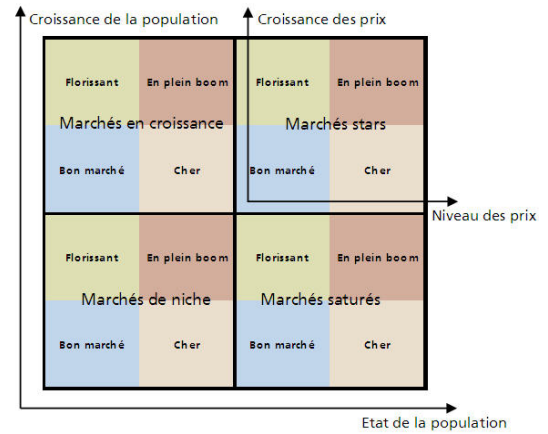 Croissance de la population
Croissance des prix
Florissant
En plein boom
Florissant
En plein boom
Marchés en croissance
Marchés stars
Bon marché
Cher
Bon marché
Cher
Niveau des prix
Florissant
En plein boom
Florissant
En plein boom
Marchés de niche
Marchés saturés
Bon marché
Cher
Bon marché
Cher
Etat de la population